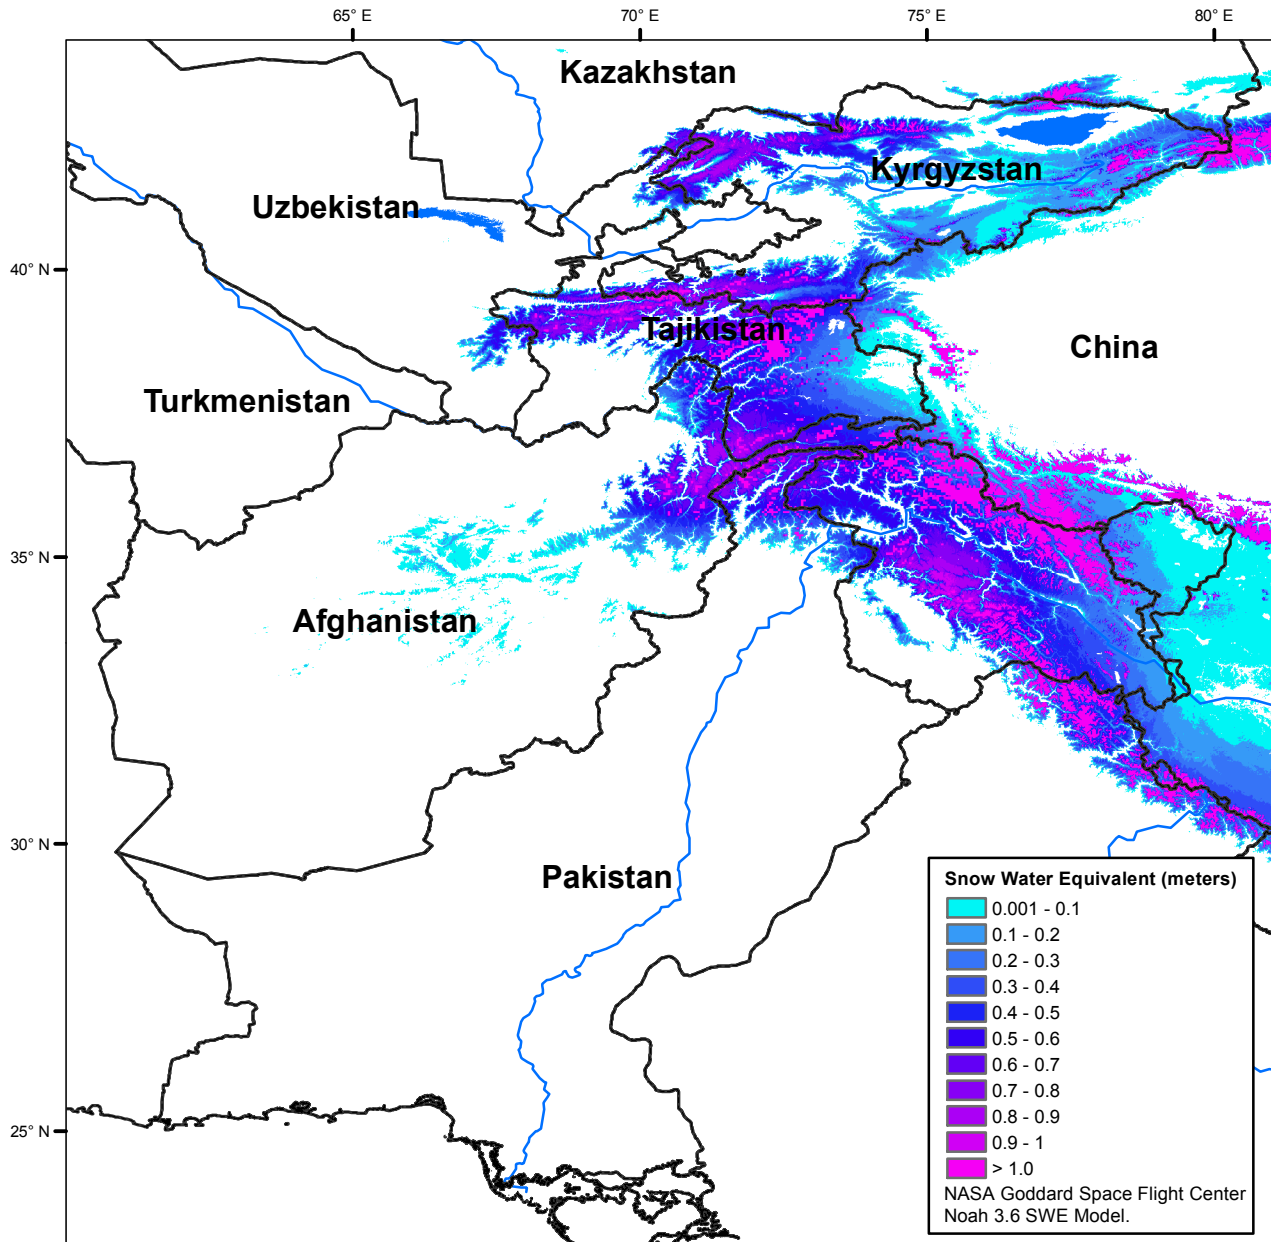 65° E
70° E
75° E
80° E
Kazakhstan
Kyrgyzstan
Uzbekistan
40° N
Tajikistan
China
Turkmenistan
35° N
Afghanistan
30° N
Pakistan
25° N
Snow Water Equivalent (meters)
0.001 - 0.1
0.1 - 0.2
0.2 - 0.3
0.3 - 0.4
0.4 - 0.5
0.5 - 0.6
0.6 - 0.7
0.7 - 0.8
0.8 - 0.9
0.9 - 1
> 1.0
NASA Goddard Space Flight Center
Noah 3.6 SWE Model.